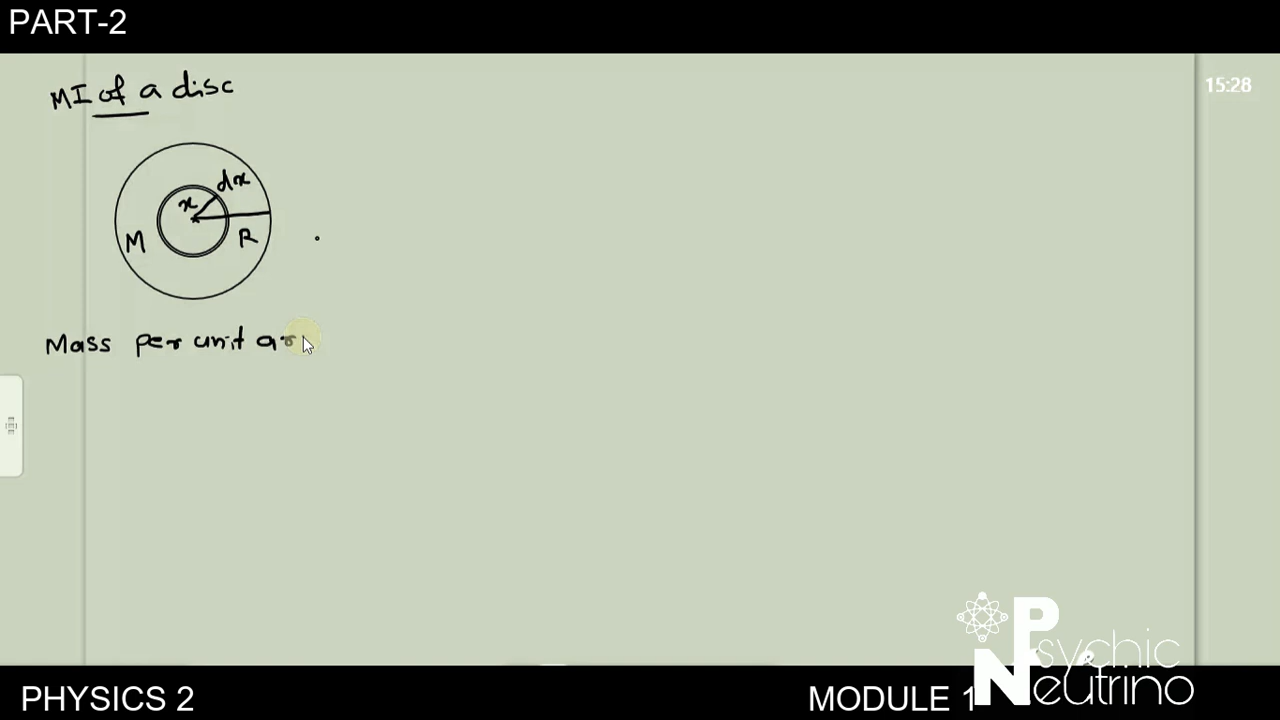 PART-2
MI of a disc
15:28
dx
x
M
R
Mass per unit ar
Psychic
Neutrino
PHYSICS 2
MODULE 1